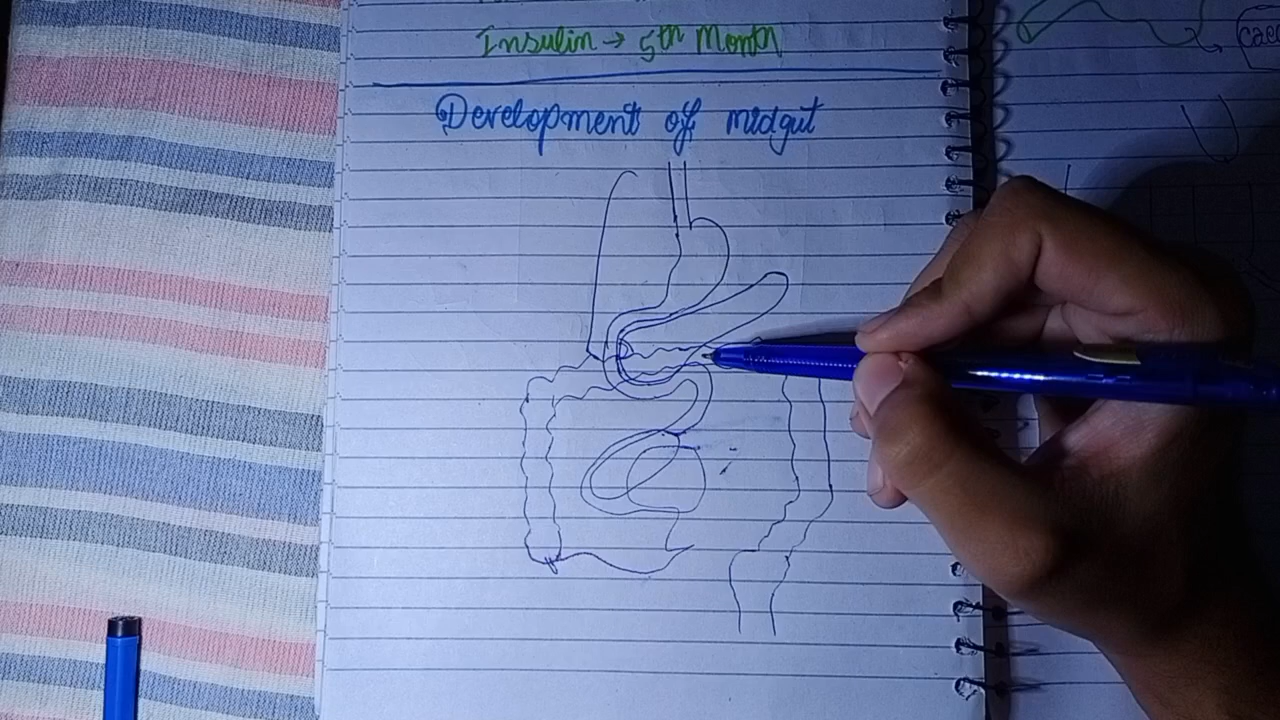 Insulin → 5th Month
Development of midgut